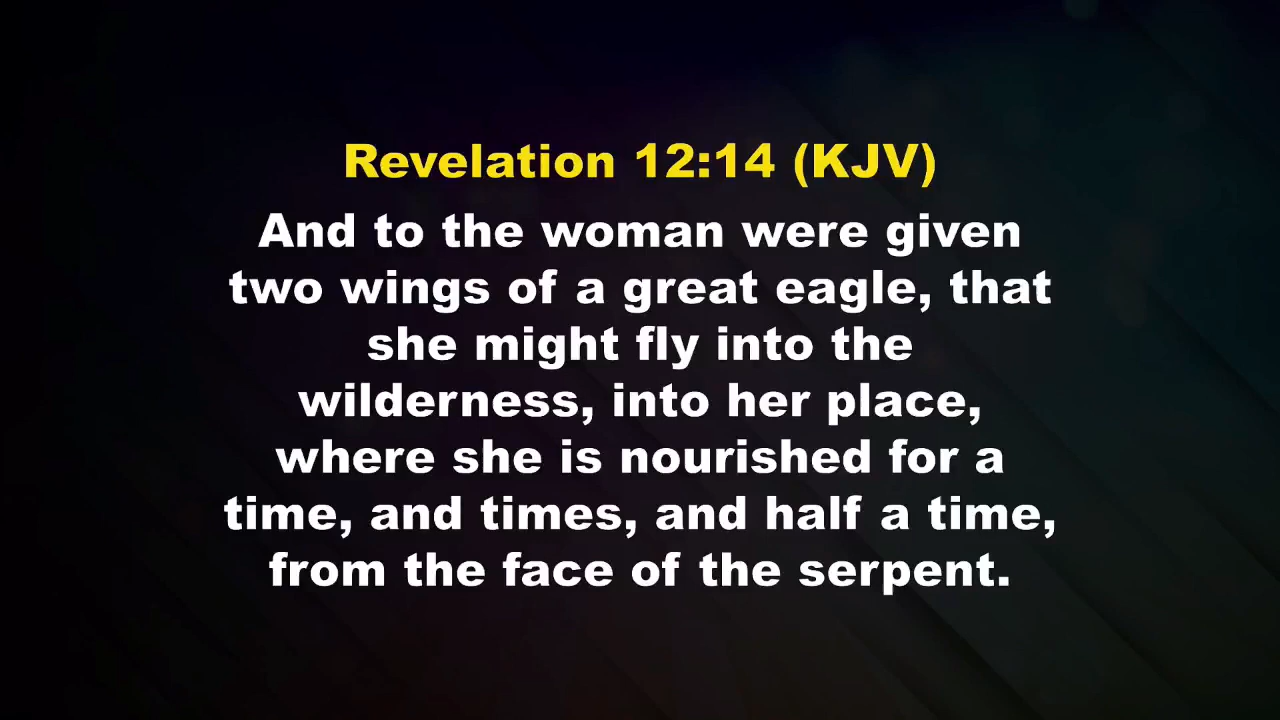 Revelation 12:14 (KJV)
And to the woman were given
two wings of a great eagle, that
she might fly into the
wilderness, into her place,
where she is nourished for a
time, and times, and half a time,
from the face of the serpent.